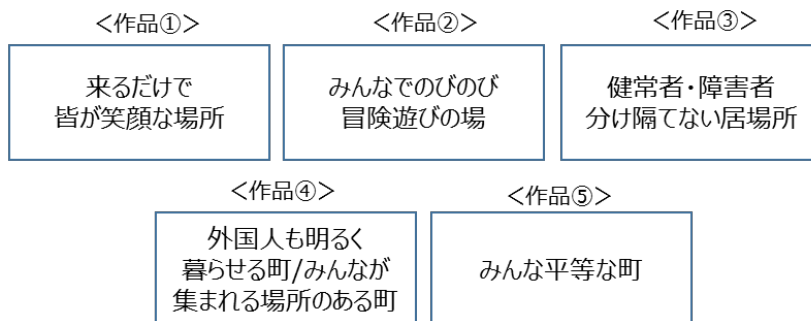 <作品①>
来るだけで
皆が笑顔な場所
<作品②>
みんなでのびのび
冒険遊びの場
<作品③>
健常者・障害者
分け隔てない居場所
<作品④>
外国人も明るく
暮らせる町/みんなが
集まれる場所のある町
<作品⑤>
みんな平等な町